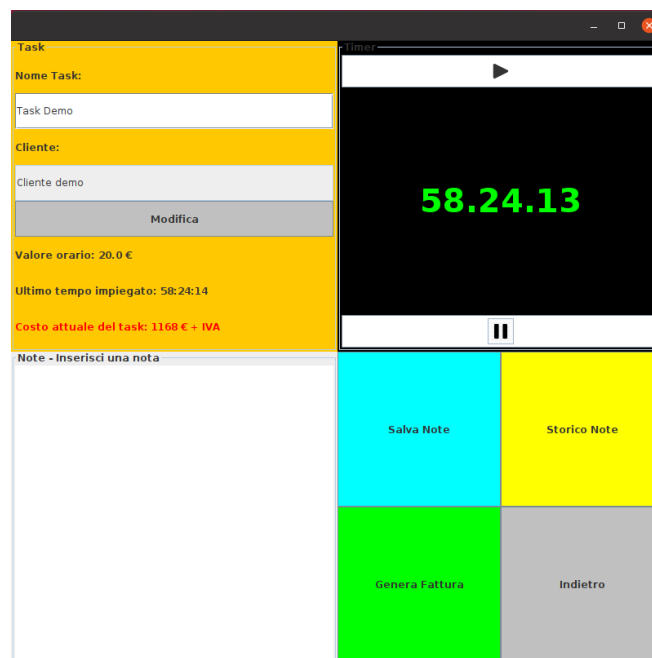 Task
Nome Task:
Task Demo
Cliente:
Cliente demo
Modifica
Valore orario: 20.0 €
Ultimo tempo impiegato: 58:24:14
Costo attuale del task: 1168 € + IVA
Timer
58.24.13
Note - Inserisci una nota
Salva Note
Storico Note
Genera Fattura
Indietro